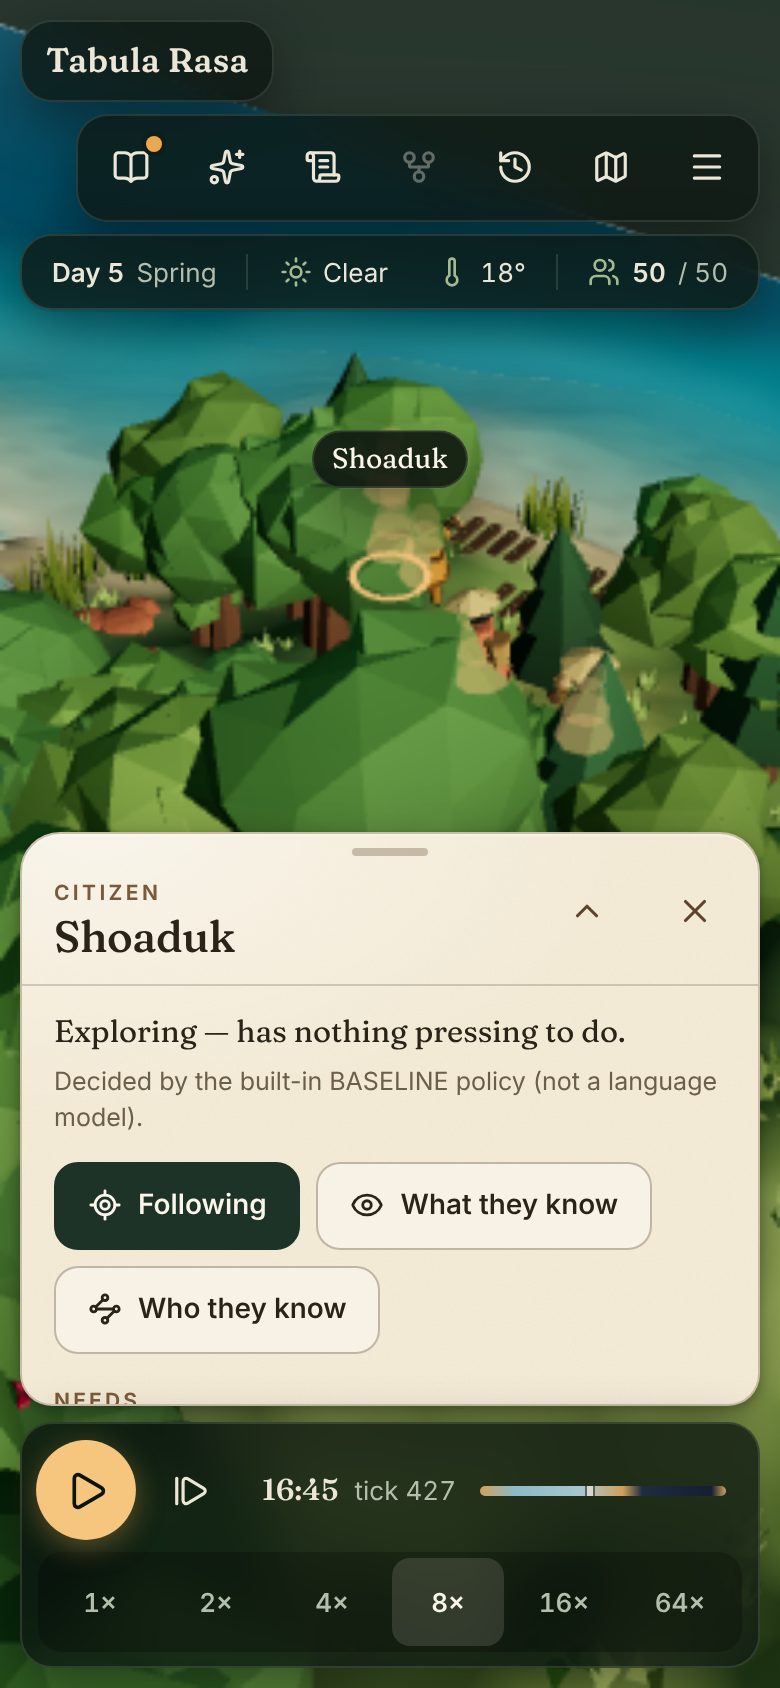 Tabula Rasa
Day 5 Spring Clear 18° 50 / 50
Shoaduk
CITIZEN
Shoaduk
Exploring — has nothing pressing to do.
Decided by the built-in BASELINE policy (not a language
model).
Following What they know
Who they know
NEEDS
16:45 tick 427
1× 2× 4× 8× 16× 64×